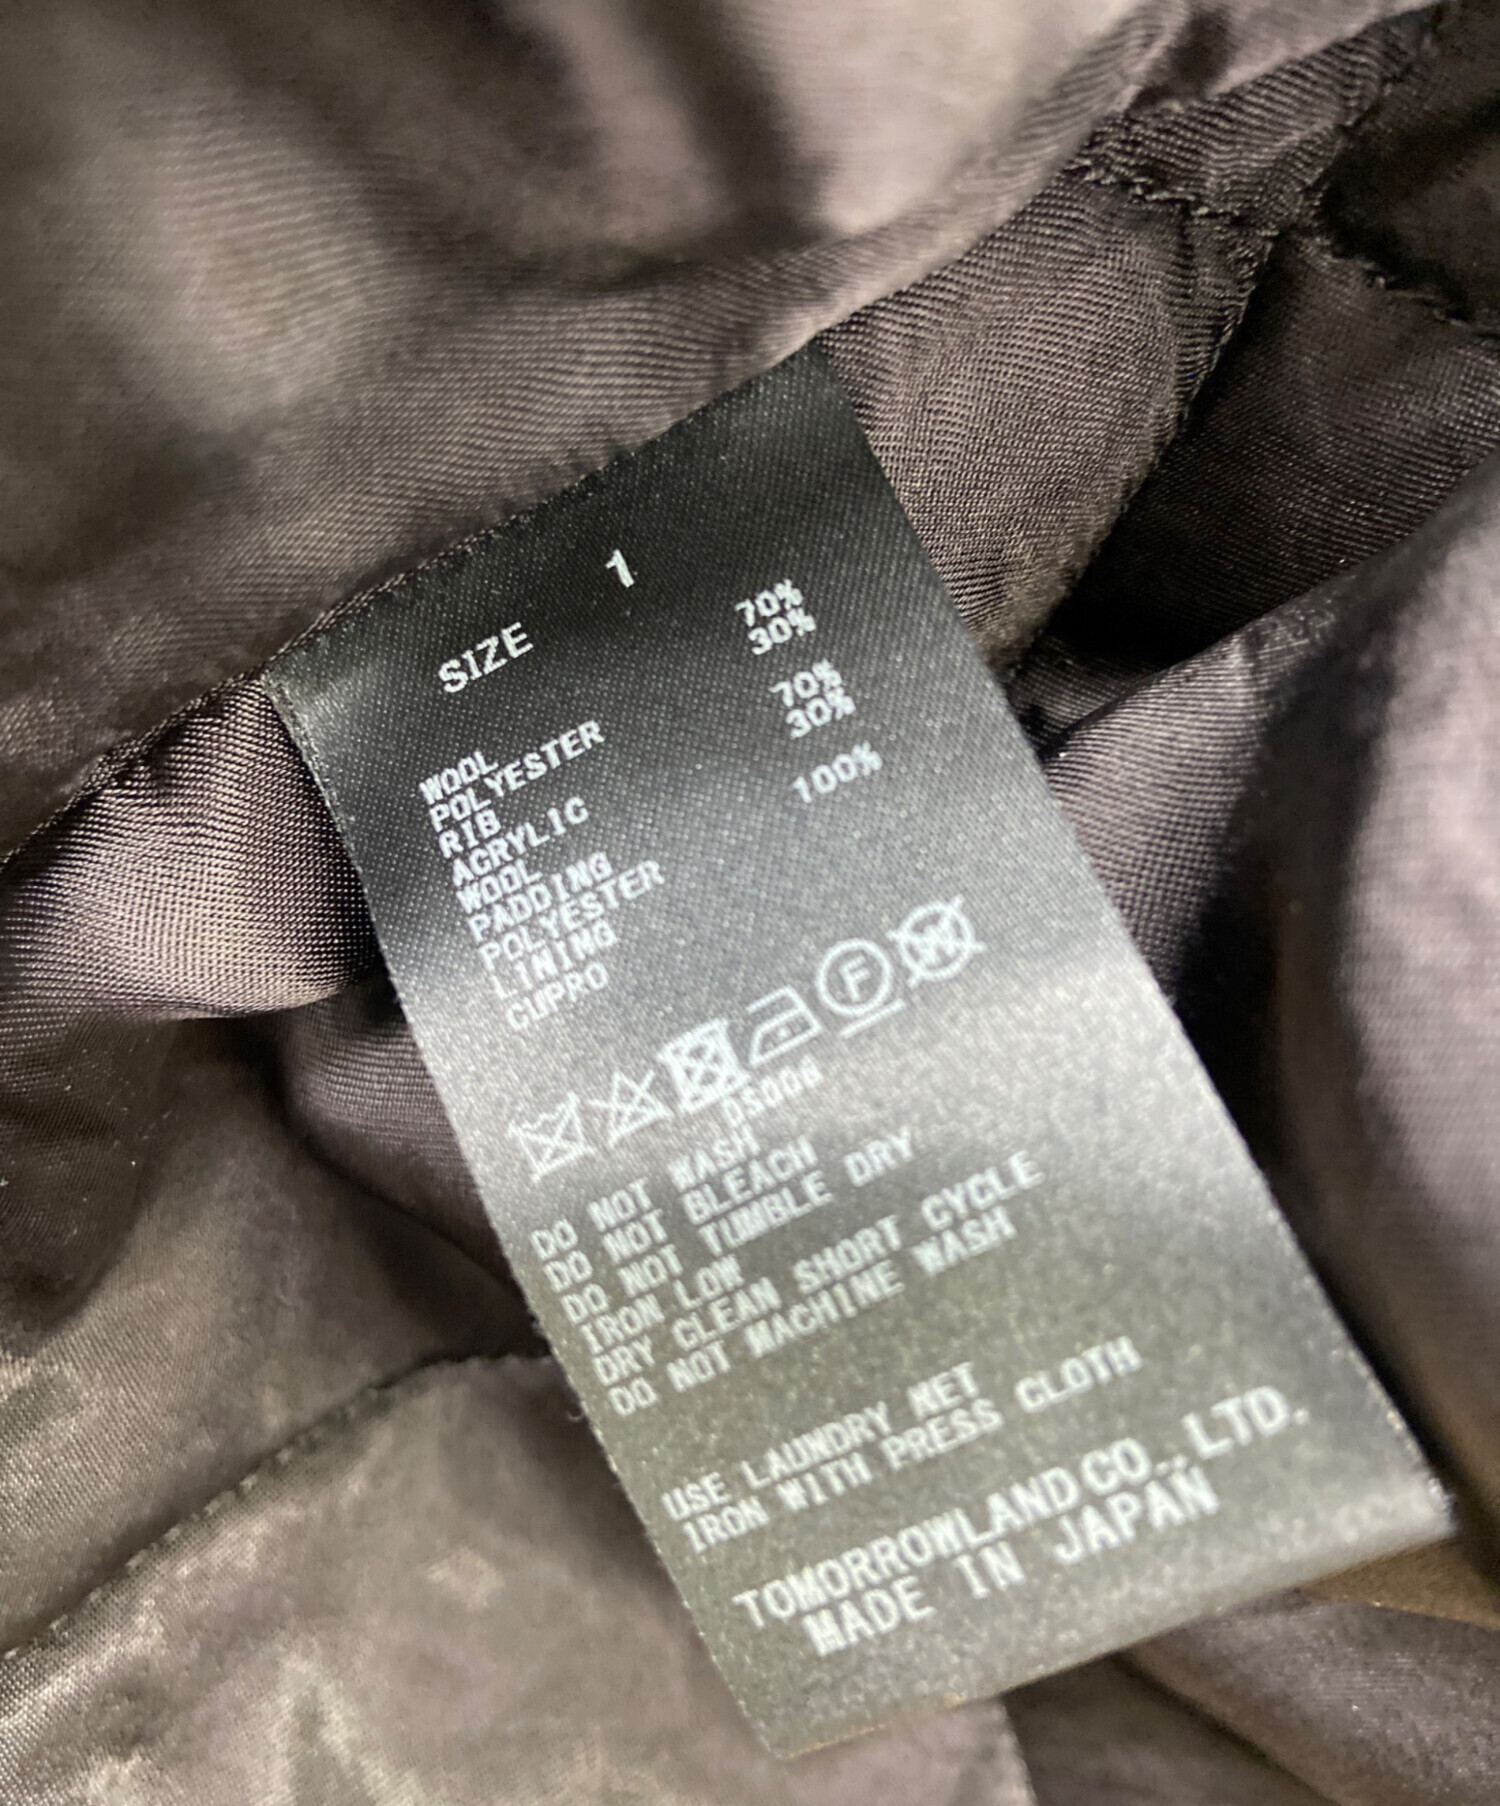 SIZE 1
WOOL 70%
POLYESTER 30%
RIB
ACRYLIC 70%
WOOL 30%
PADDING
POLYESTER 100%
LINING
CUPRO
F W
DS006
DO NOT WASH
DO NOT BLEACH
DO NOT TUMBLE DRY
IRON LOW
DRY CLEAN SHORT CYCLE
DO NOT MACHINE WASH
USE LAUNDRY NET
IRON WITH PRESS CLOTH
TOMORROWLAND CO.,LTD.
MADE IN JAPAN